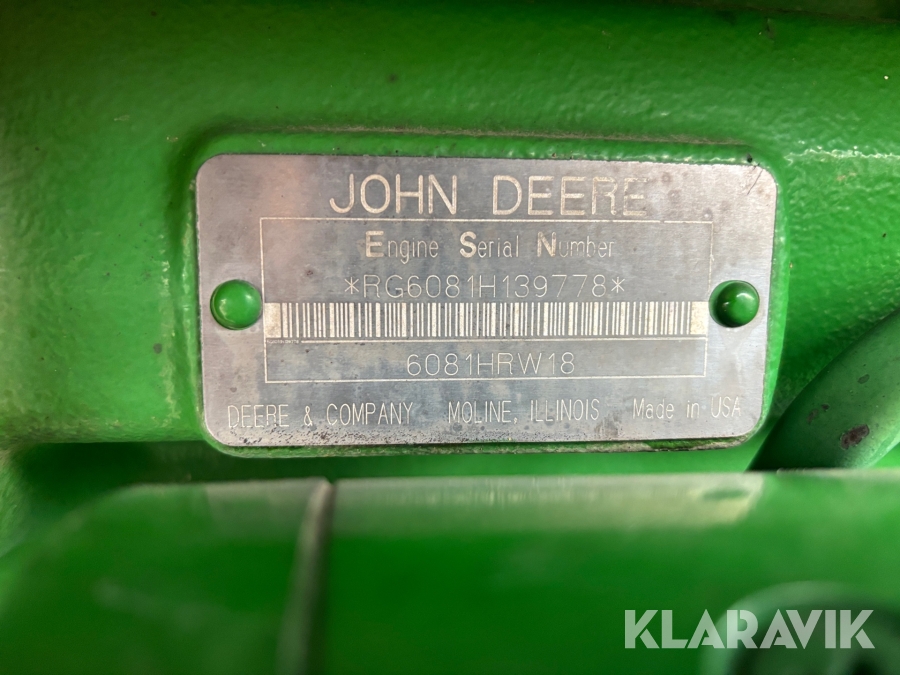 JOHN DEERE
Engine Serial Number
*RG6081H139778*
6081HRW18
DEERE & COMPANY MOLINE, ILLINOIS Made in USA
KLARAVIK